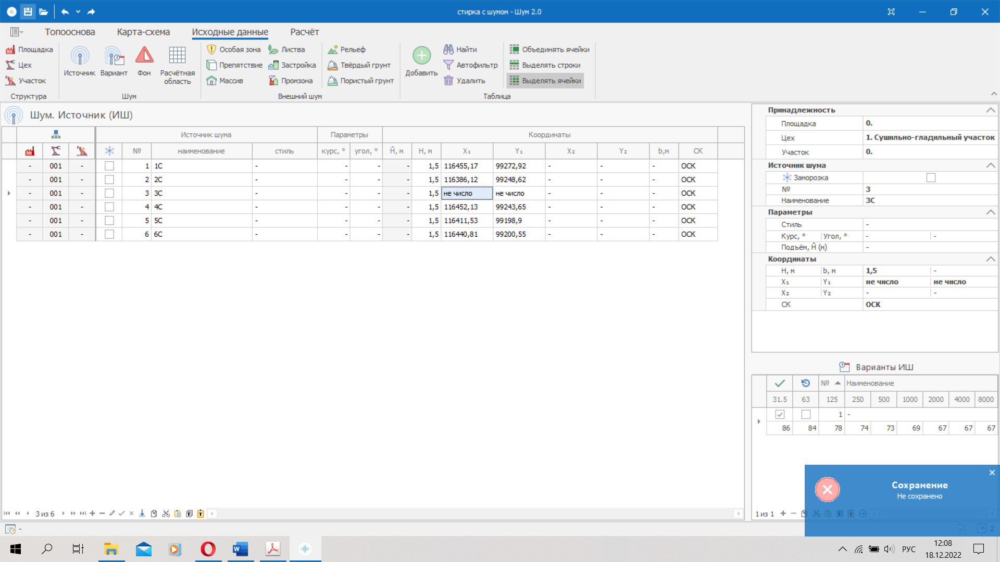 стирка с шумом - Шум 2.0
Топооснова Карта-схема Исходные данные Расчёт
Площадка
Цех
Участок
Структура
Источник Вариант Фон Расчётная область
Шум
Особая зона Листва Рельеф
Препятствие Застройка Твёрдый грунт
Массив Промзона Пористый грунт
Внешний шум
Добавить
Найти
Автофильтр
Удалить
Объединять ячейки
Выделять строки
Выделять ячейки
Таблица
Шум. Источник (ИШ)
Источник шума Параметры Координаты
№ наименование стиль курс, ° угол, ° Ĥ, м Н, м X₁ Y₁ X₂ Y₂ b,м СК
- 001 - 1 1С - - - - 1,5 116455,17 99272,92 - - - ОСК
- 001 - 2 2С - - - - 1,5 116386,12 99248,62 - - - ОСК
- 001 - 3 3С - - - - 1,5 не число не число - - - ОСК
- 001 - 4 4С - - - - 1,5 116452,13 99243,65 - - - ОСК
- 001 - 5 5С - - - - 1,5 116411,53 99198,9 - - - ОСК
- 001 - 6 6С - - - - 1,5 116440,81 99200,55 - - - ОСК
3 из 6
-
Принадлежность
Площадка 0.
Цех 1. Сушильно-гладильный участок
Участок 0.
Источник шума
Заморозка
№ 3
Наименование 3С
Параметры
Стиль -
Курс, ° Угол, ° - -
Подъём, Ĥ (м) -
Координаты
Н, м b, м 1,5 -
X₁ Y₁ не число не число
X₂ Y₂ - -
СК ОСК
Варианты ИШ
№ Наименование
31.5 63 125 250 500 1000 2000 4000 8000
1 -
86 84 78 74 73 69 67 67 67
Сохранение
Не сохранено
1 из 1
2
РУС
12:08
18.12.2022